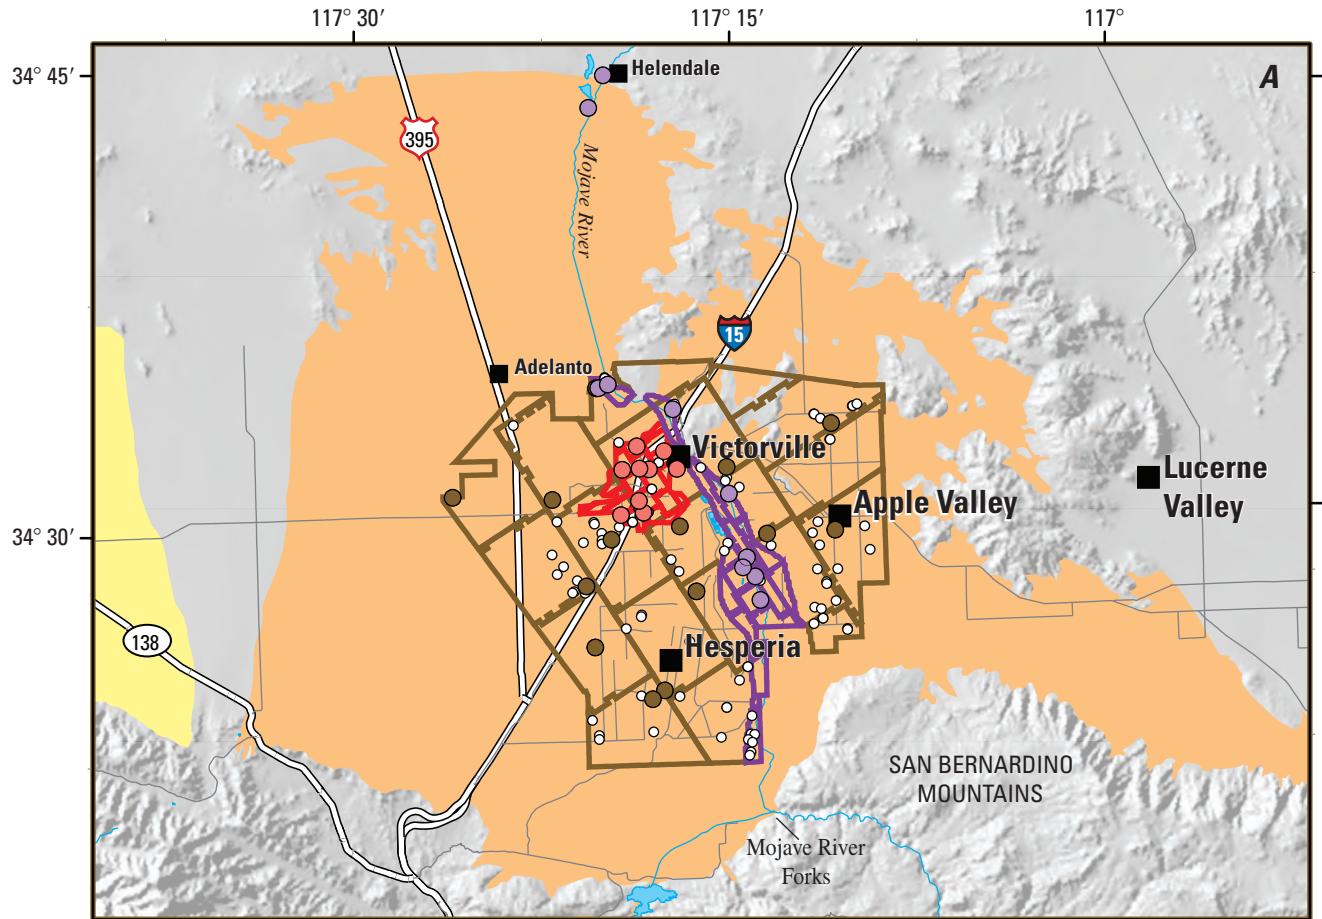 117° 30'
117° 15'
117°
34° 45'
Helendale
A
395
Mojave River
15
Adelanto
Victorville
Lucerne
Valley
Apple Valley
34° 30'
138
Hesperia
SAN BERNARDINO
MOUNTAINS
Mojave River
Forks